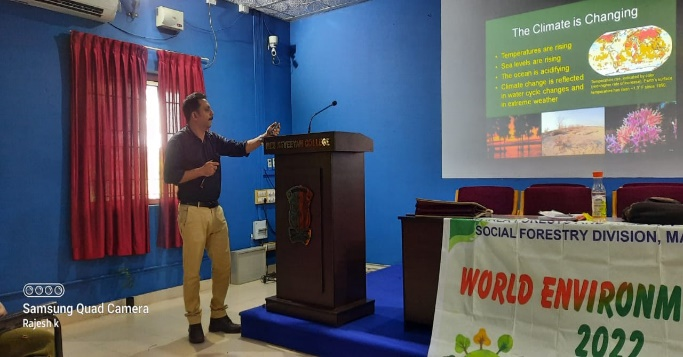 The Climate is Changing
• Temperatures are rising
• Sea levels are rising
• The ocean is acidifying
• Climate change is reflected
in water cycle changes and
in extreme weather
COLLEGE
SOCIAL FORESTRY DIVISION, MA
WORLD ENVIRONM
2022
Samsung Quad Camera
Rajesh k